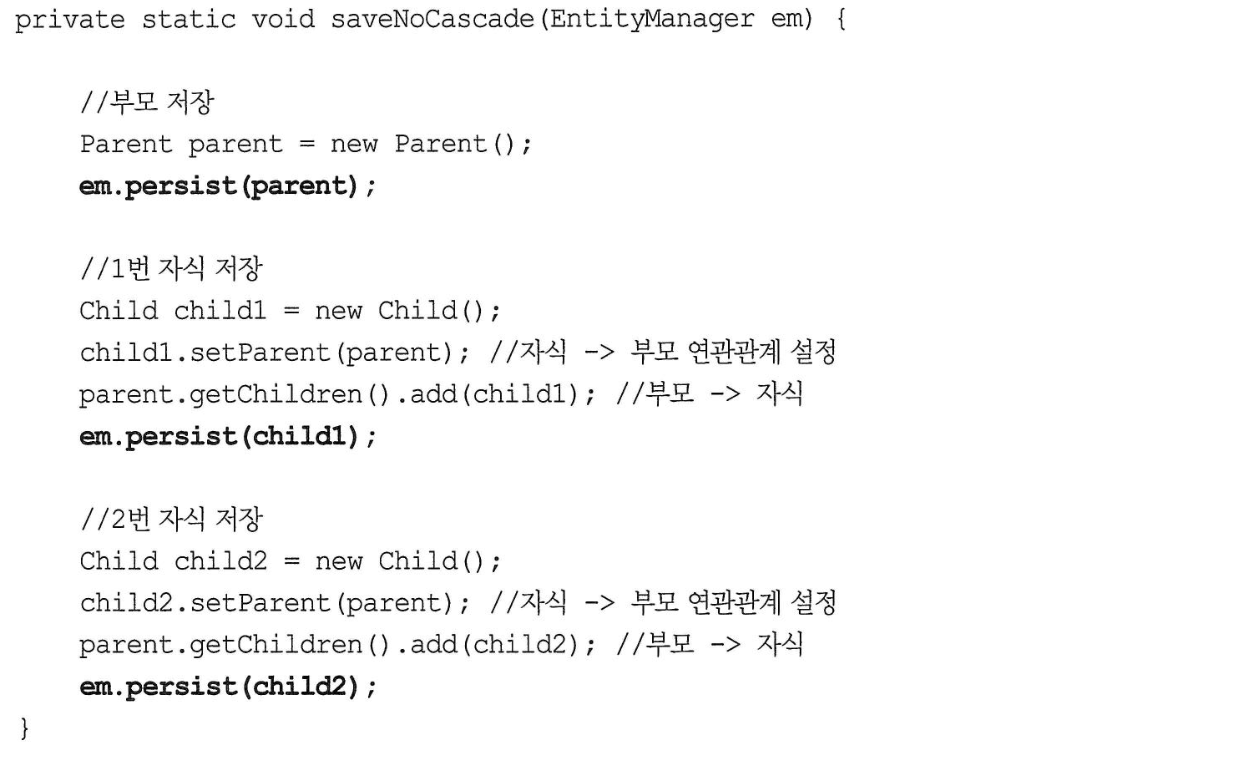 private static void saveNoCascade(EntityManager em) {
//부모 저장
Parent parent = new Parent();
em.persist(parent);
//1번 자식 저장
Child child1 = new Child();
child1.setParent(parent); //자식 -> 부모 연관관계 설정
parent.getChildren().add(child1); //부모 -> 자식
em.persist(child1);
//2번 자식 저장
Child child2 = new Child();
child2.setParent(parent); //자식 -> 부모 연관관계 설정
parent.getChildren().add(child2); //부모 -> 자식
em.persist(child2);
}